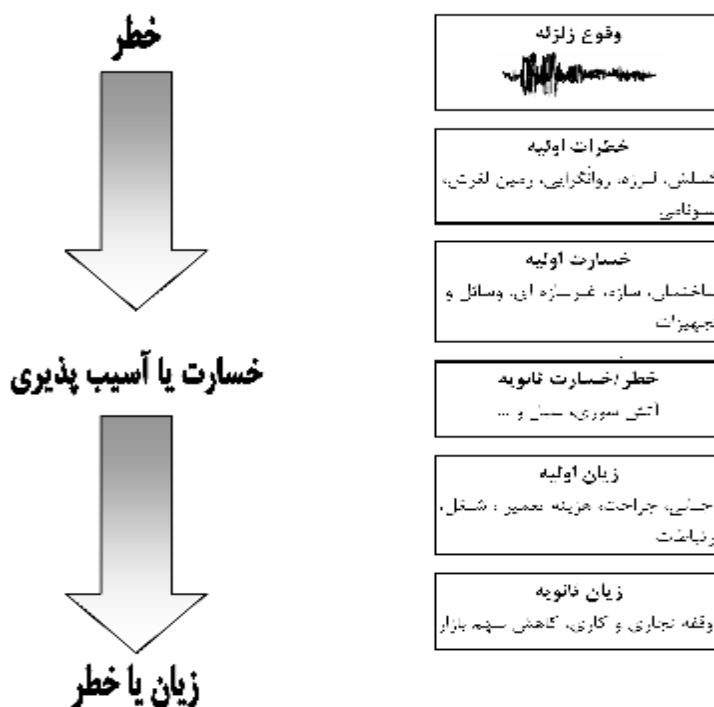 خطر
خسارت یا آسیب پذیری
زیان یا خطر
وقوع زلزله
خطرات اولیه
گسلش، لرزه، روانگرایی، زمین لغزش،
سونامی
خسارت اولیه
ساختمان، سازه، غیرسازه ای، وسائل و
تجهیزات
خطر/خسارت ثانویه
آتش سوزی، سیل و ...
زیان اولیه
جانی، جراحت، هزینه تعمیر، شغل،
ارتباطات
زیان ثانویه
وقفه تجاری و کاری، کاهش سهم بازار